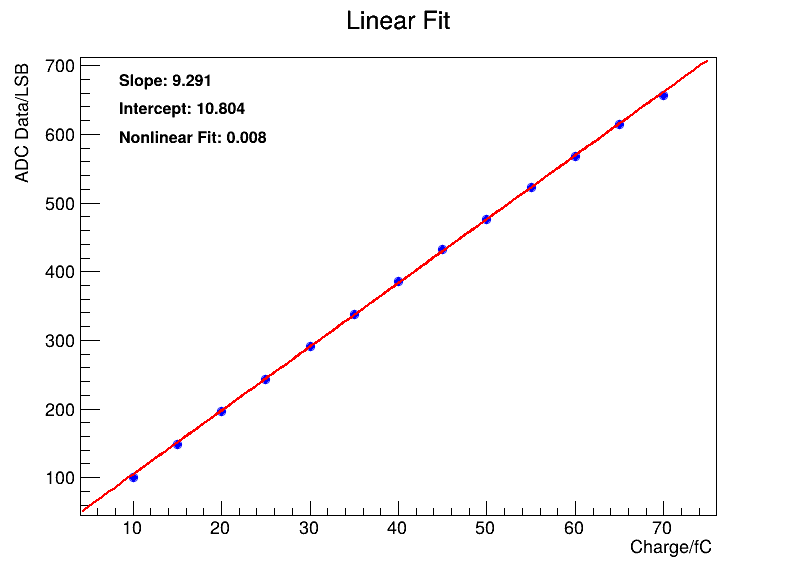 Linear Fit
ADC Data/LSB
Slope: 9.291
Intercept: 10.804
Nonlinear Fit: 0.008
700
600
500
400
300
200
100
10 20 30 40 50 60 70
Charge/fC